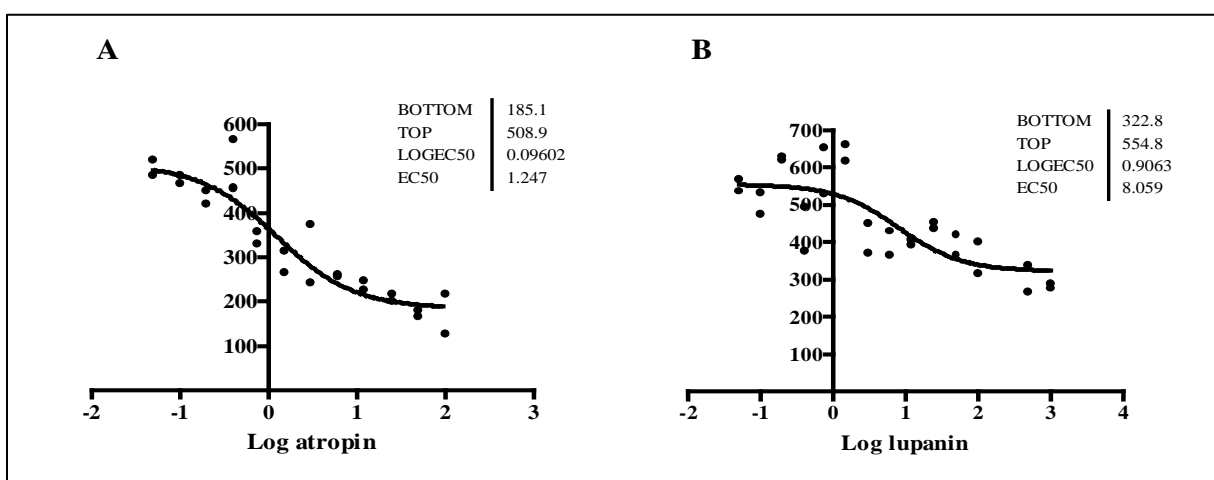 A
BOTTOM 185.1
TOP 508.9
LOGEC50 0.09602
EC50 1.247
600
500
400
300
200
100
-2 -1 0 1 2 3
Log atropin
B
BOTTOM 322.8
TOP 554.8
LOGEC50 0.9063
EC50 8.059
700
600
500
400
300
200
100
-2 -1 0 1 2 3 4
Log lupanin